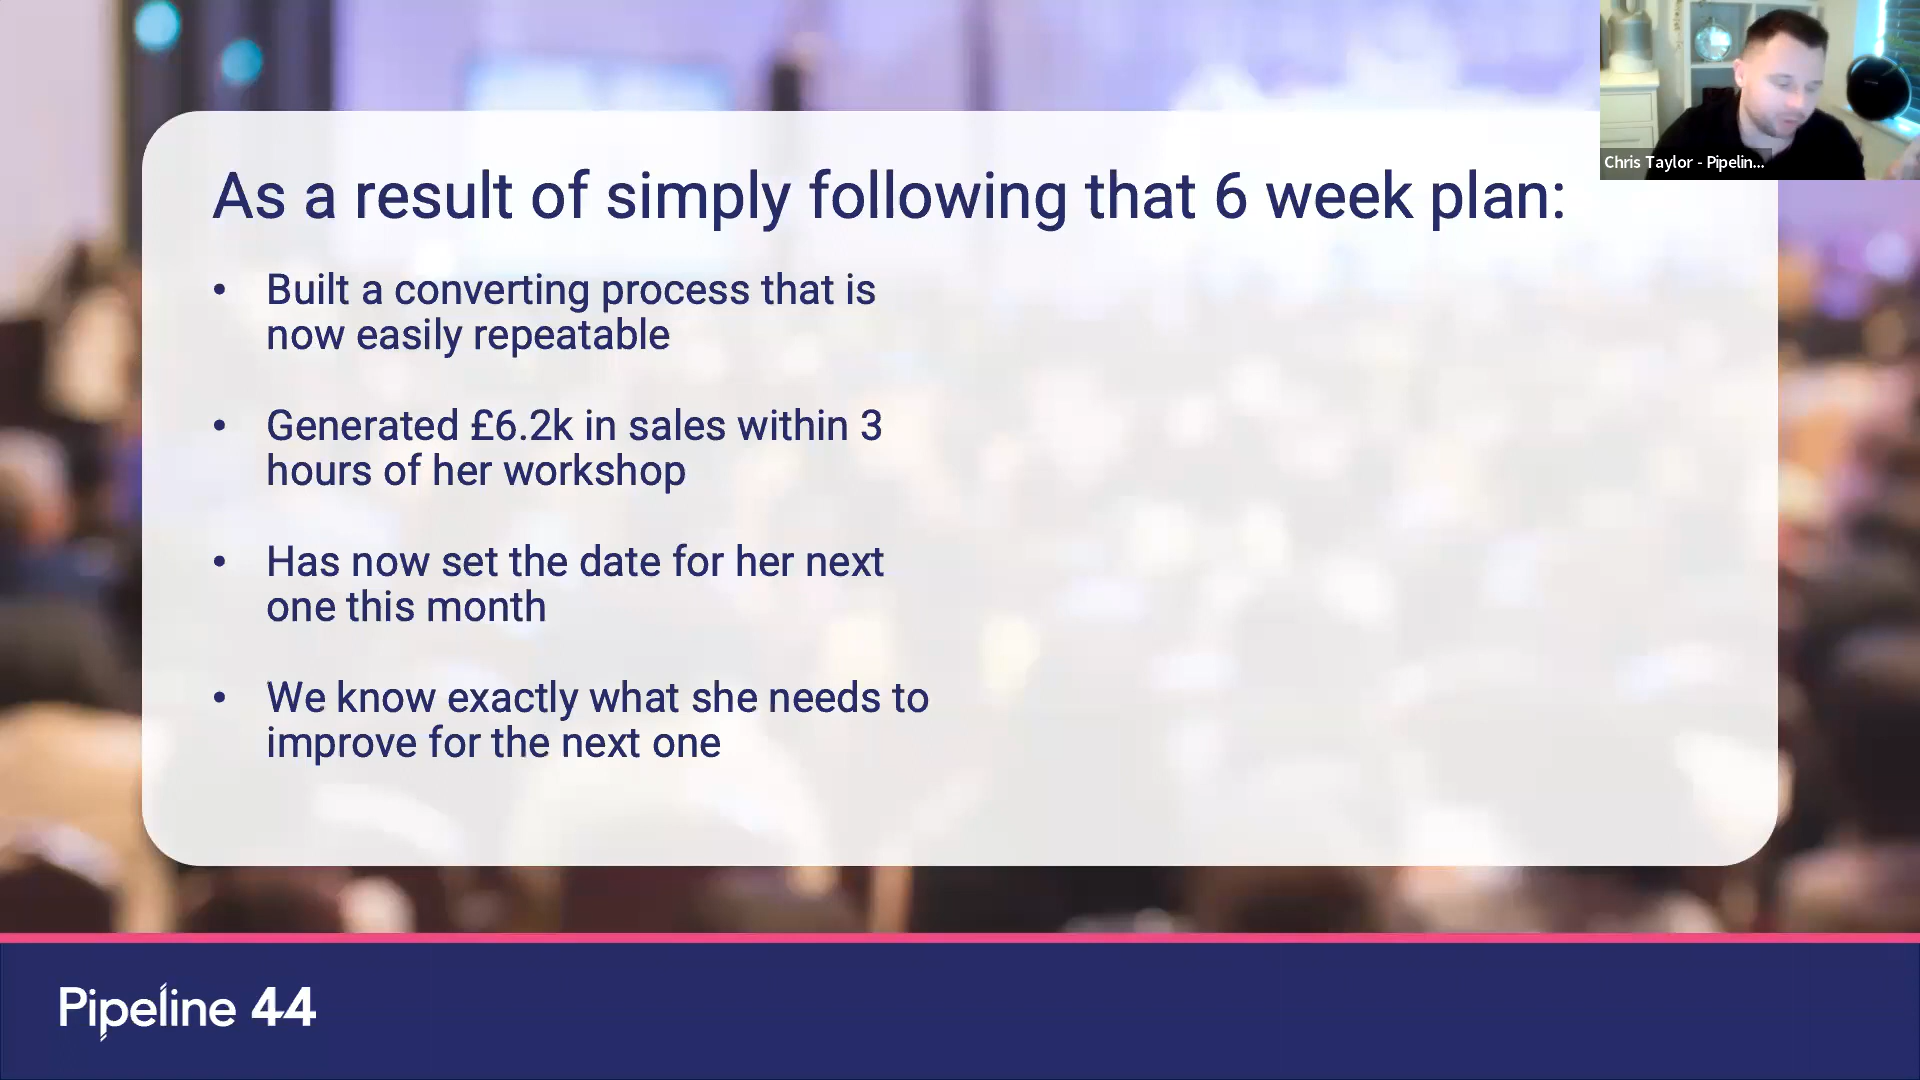 As a result of simply following that 6 week plan:
• Built a converting process that is
now easily repeatable
• Generated £6.2k in sales within 3
hours of her workshop
• Has now set the date for her next
one this month
• We know exactly what she needs to
improve for the next one
Chris Taylor - Pipelin...
Pipeline 44